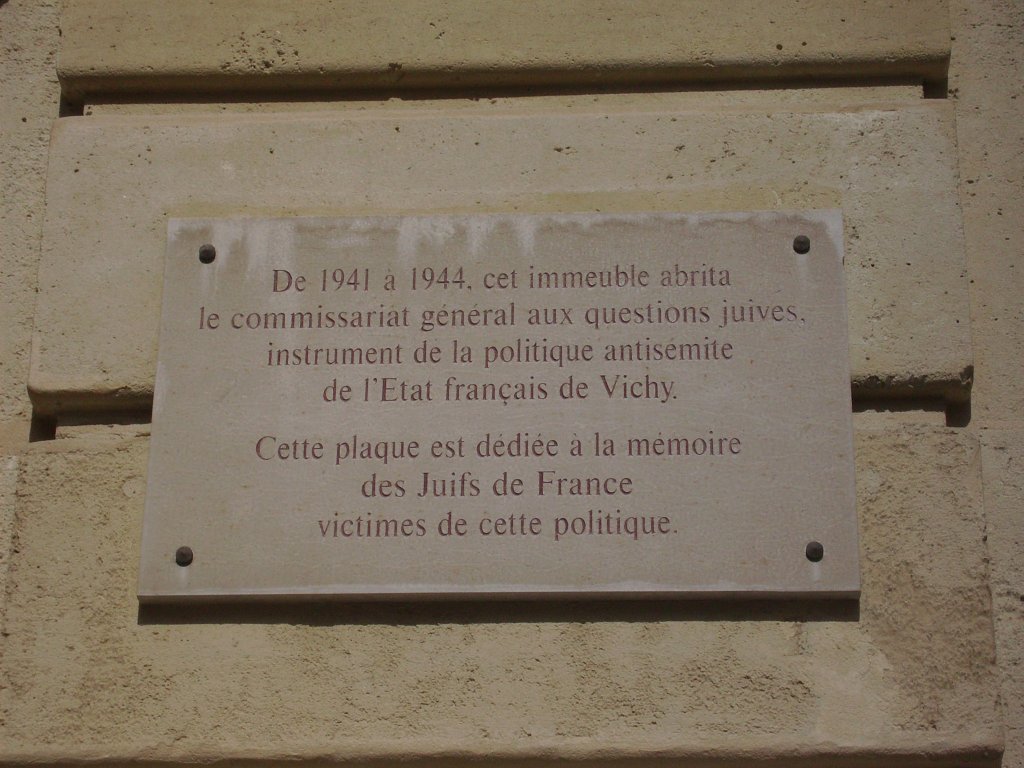 De 1941 à 1944, cet immeuble abrita
le commissariat général aux questions juives,
instrument de la politique antisémite
de l'Etat français de Vichy.
Cette plaque est dédiée à la mémoire
des Juifs de France
victimes de cette politique.